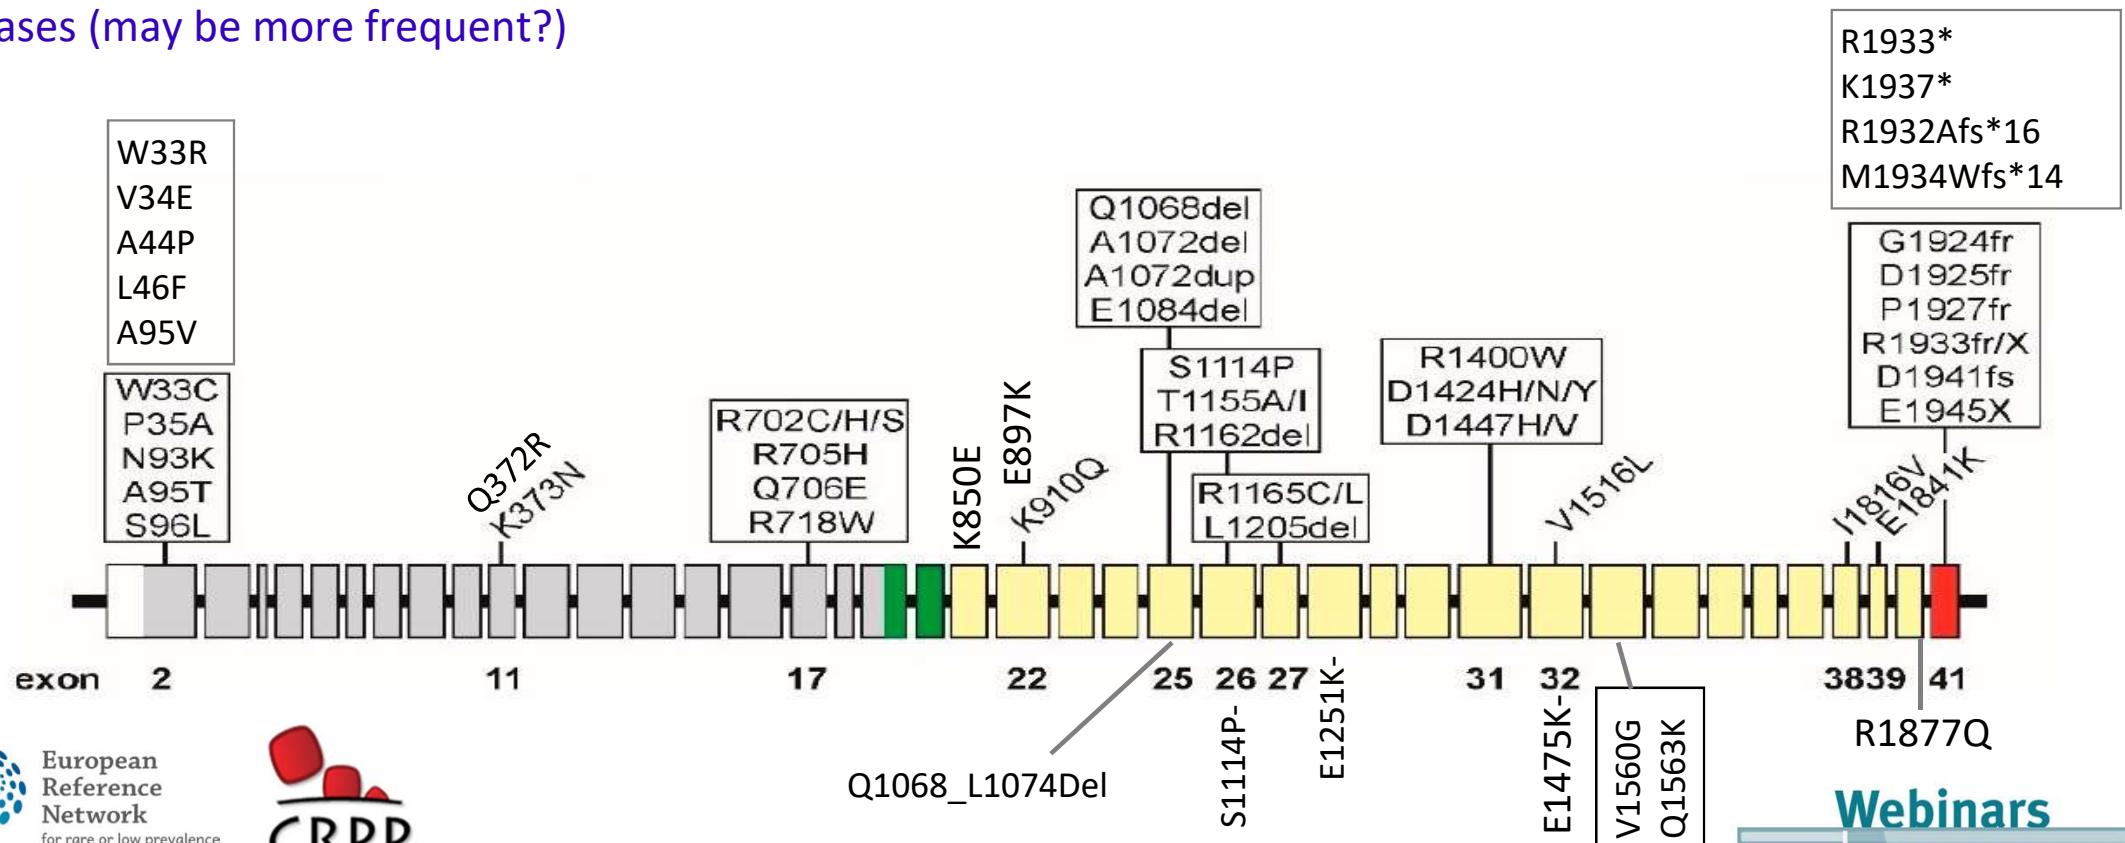 ases (may be more frequent?)
R1933*
K1937*
R1932Afs*16
M1934Wfs*14
W33R
V34E
A44P
L46F
A95V
W33C
P35A
N93K
A95T
S96L
Q372R
K373N
R702C/H/S
R705H
Q706E
R718W
K850E
E897K
K910Q
Q1068del
A1072del
A1072dup
E1084del
S1114P
T1155A/I
R1162del
R1165C/L
L1205del
R1400W
D1424H/N/Y
D1447H/V
V1516L
G1924fr
D1925fr
P1927fr
R1933fr/X
D1941fs
E1945X
I1816V
E1841K
exon 2 11 17 22 25 26 27 31 32 38 39 41
Q1068_L1074Del
S1114P-
E1251K-
E1475K-
V1560G
Q1563K
R1877Q
European
Reference
Network
for rare or low prevalence
CRPP
Webinars